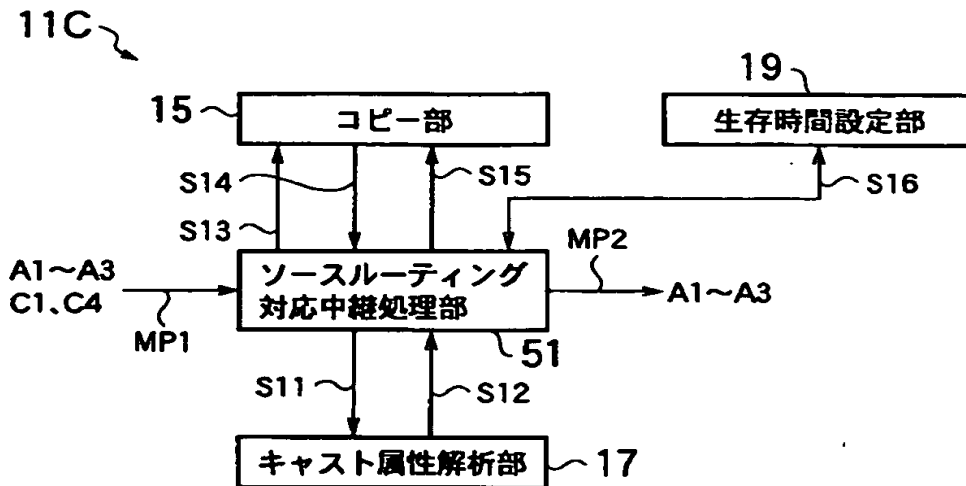 11C
15
コピー部
19
生存時間設定部
S14
S15
S16
S13
MP2
A1～A3
C1、C4
MP1
ソースルーティング
対応中継処理部
A1～A3
51
S11
S12
キャスト属性解析部
17